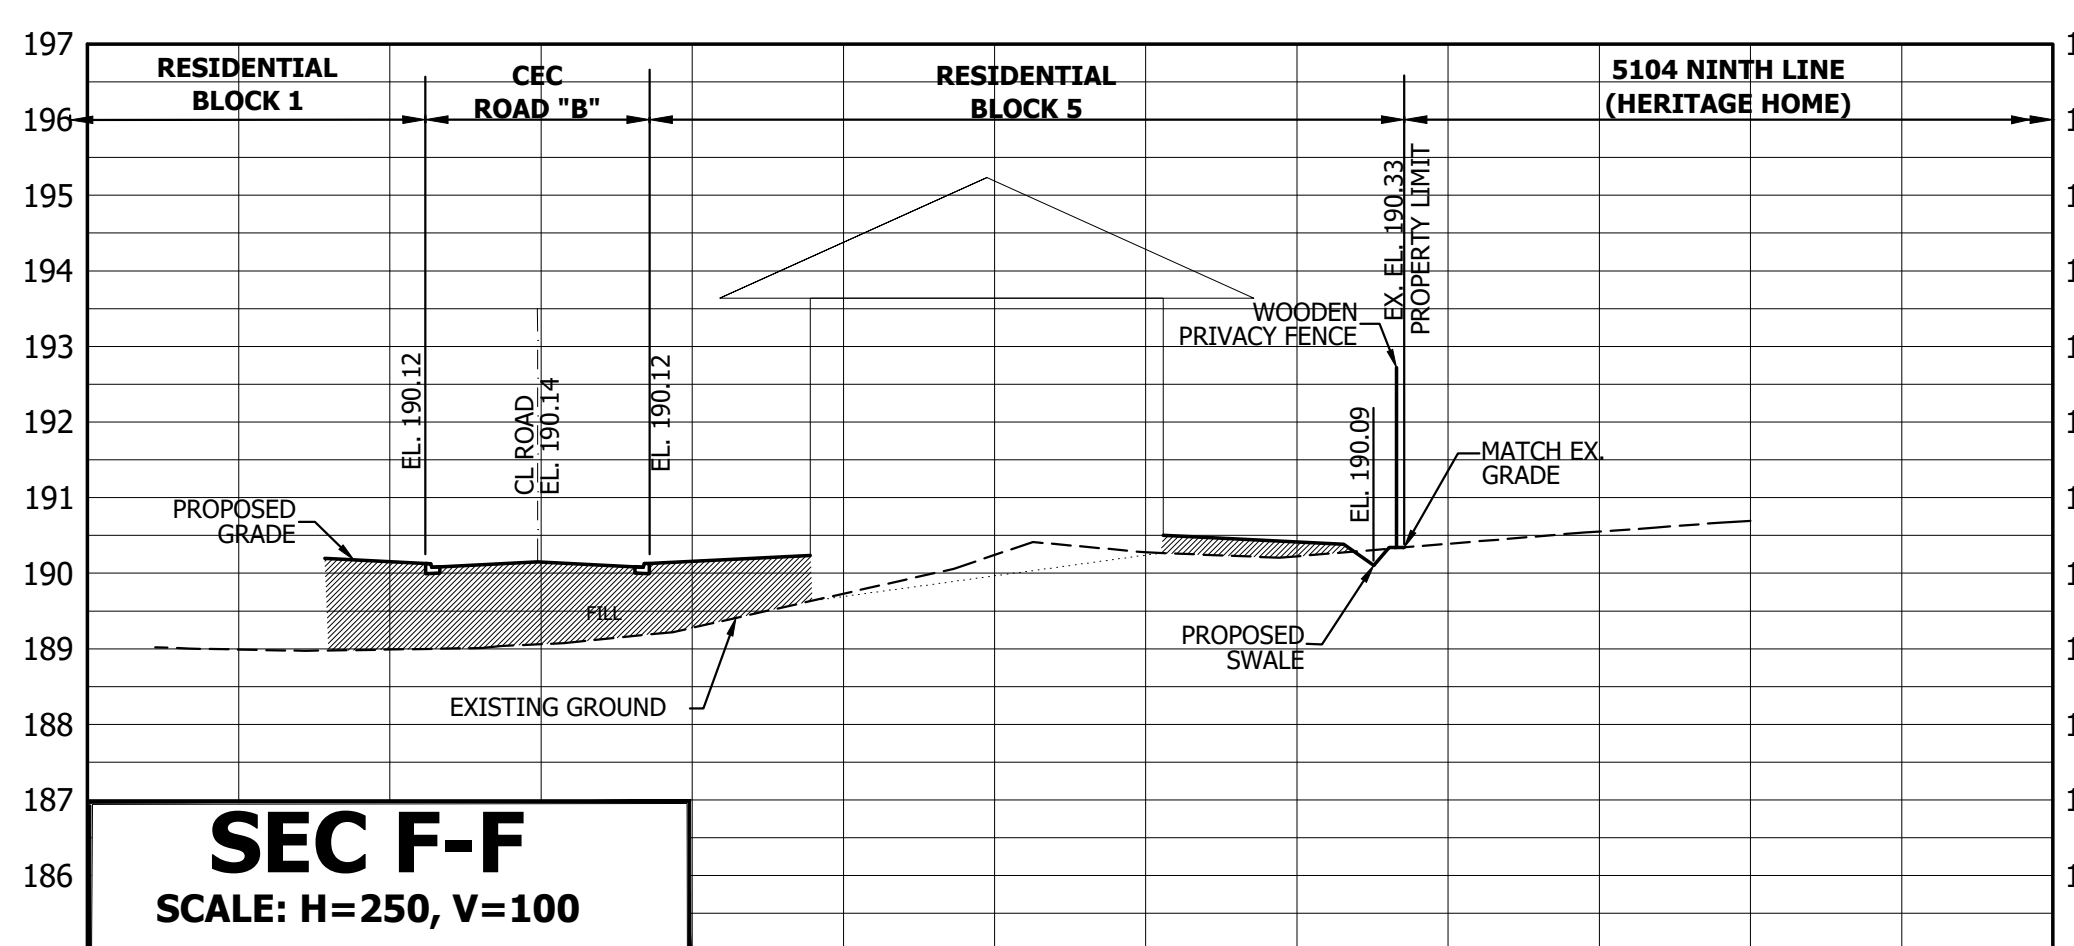 197
196
195
194
193
192
191
190
189
188
187
186
RESIDENTIAL
BLOCK 1
CEC
ROAD "B"
RESIDENTIAL
BLOCK 5
5104 NINTH LINE
(HERITAGE HOME)
EL. 190.12
CL ROAD
EL. 190.14
EL. 190.12
EX. EL. 190.33
PROPERTY LIMIT
WOODEN
PRIVACY FENCE
EL. 190.09
MATCH EX.
GRADE
PROPOSED
GRADE
FILL
PROPOSED
SWALE
EXISTING GROUND
SEC F-F
SCALE: H=250, V=100